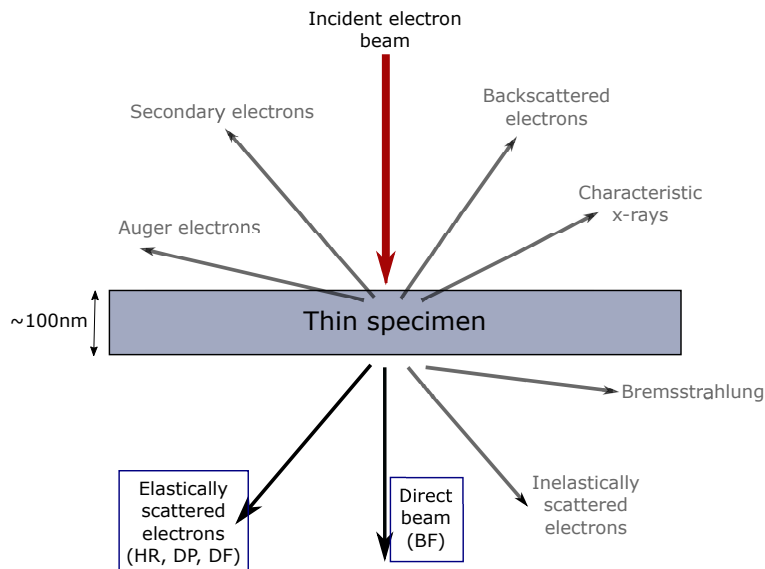 Incident electron
beam
Secondary electrons
Backscattered
electrons
Characteristic
x-rays
Auger electrons
~100nm
Thin specimen
Bremsstrahlung
Elastically
scattered
electrons
(HR, DP, DF)
Direct
beam
(BF)
Inelastically
scattered
electrons